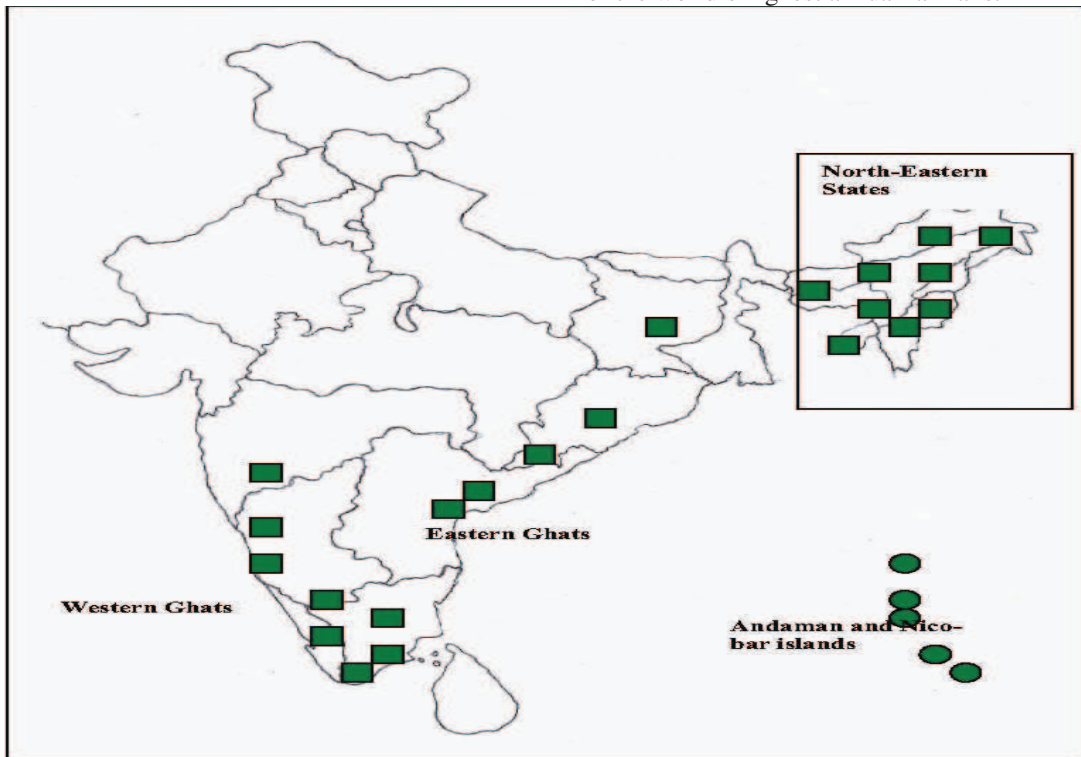 North-Eastern
States
Eastern Ghats
Western Ghats
Andaman and Nico-
bar islands